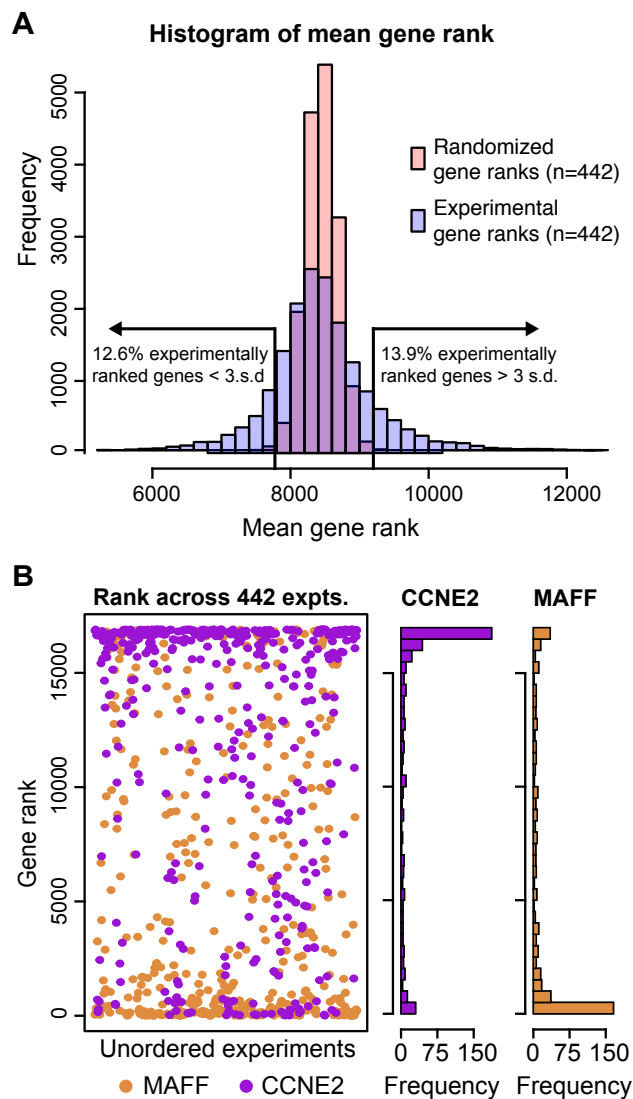 A
Histogram of mean gene rank
Frequency
5000
4000
3000
2000
1000
0
Randomized
gene ranks (n=442)
Experimental
gene ranks (n=442)
12.6% experimentally
ranked genes < 3.s.d
13.9% experimentally
ranked genes > 3 s.d.
6000 8000 10000 12000
Mean gene rank
B
Rank across 442 expts. CCNE2 MAFF
Gene rank
15000
10000
5000
0
Unordered experiments
0 75 150 0 75 150
Frequency Frequency
MAFF CCNE2